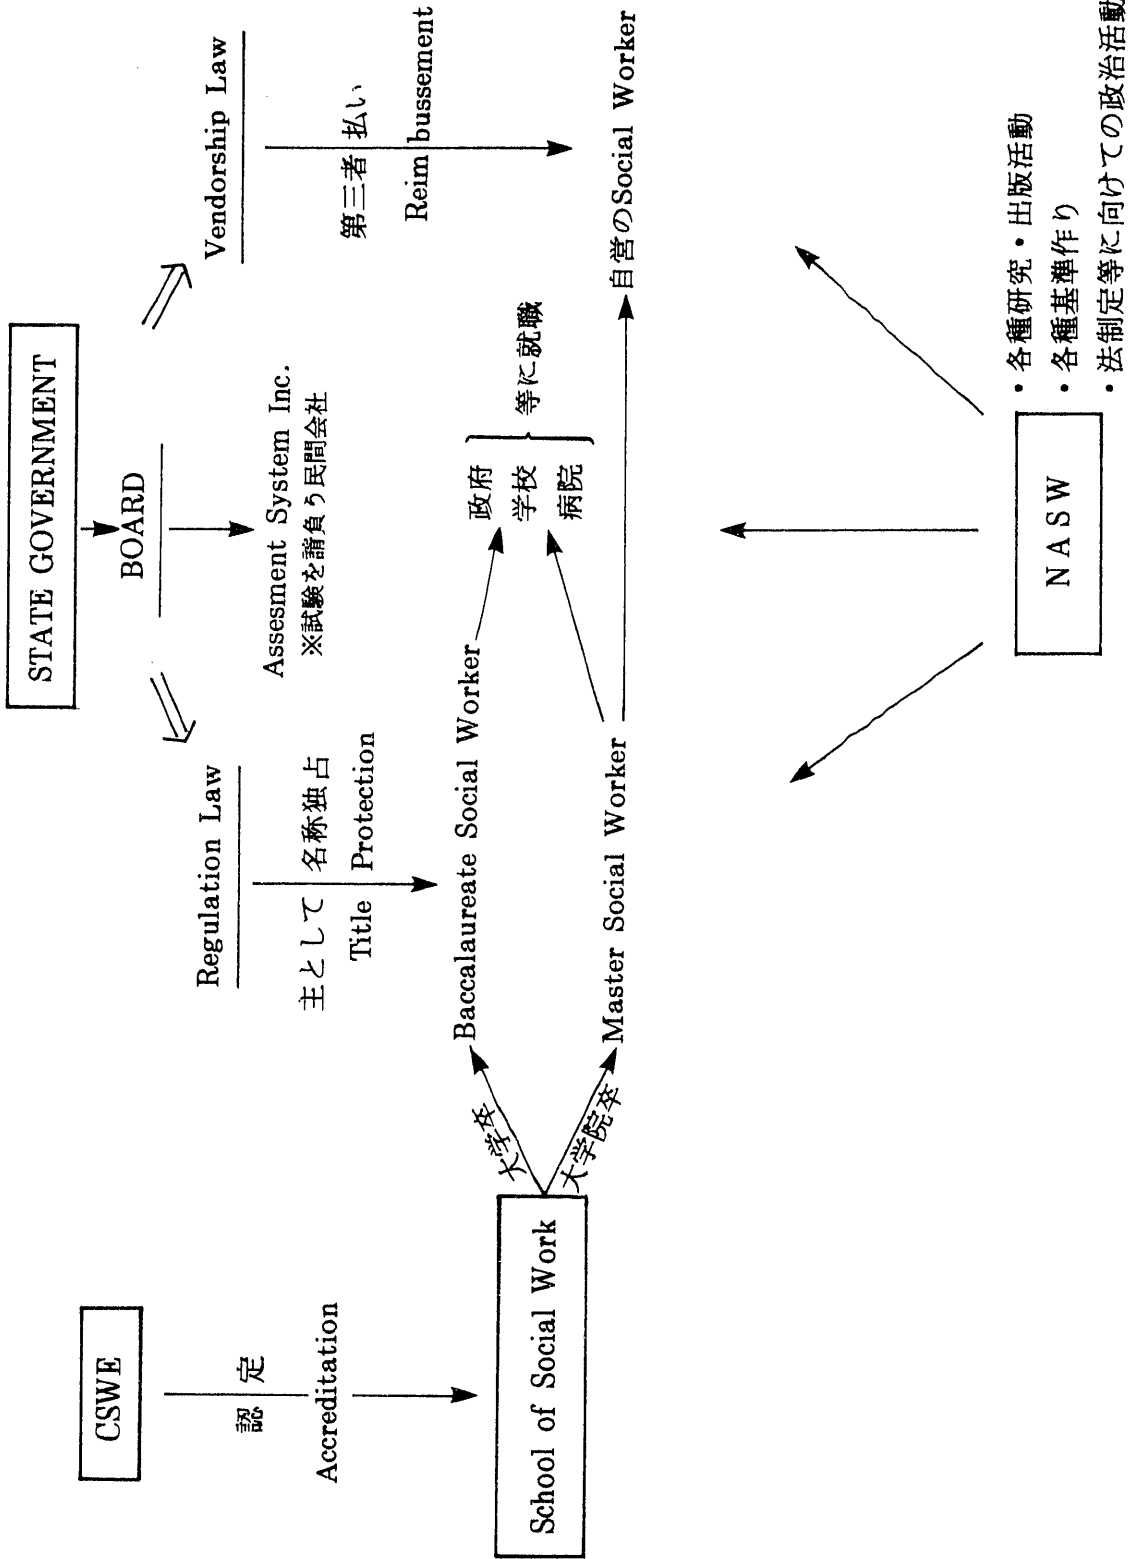 STATE GOVERNMENT
BOARD
Assesment System Inc.
※試験を請負う民間会社
CSWE
認定
Accreditation
School of Social Work
大学卒
大学院卒
Regulation Law
主として 名称独占
Title Protection
Baccalaureate Social Worker
Master Social Worker
政府
学校
病院
等に就職
Vendorship Law
第三者 払い
Reim bussement
自営のSocial Worker
NASW
・各種研究・出版活動
・各種基準作り
・法制定等に向けての政治活動